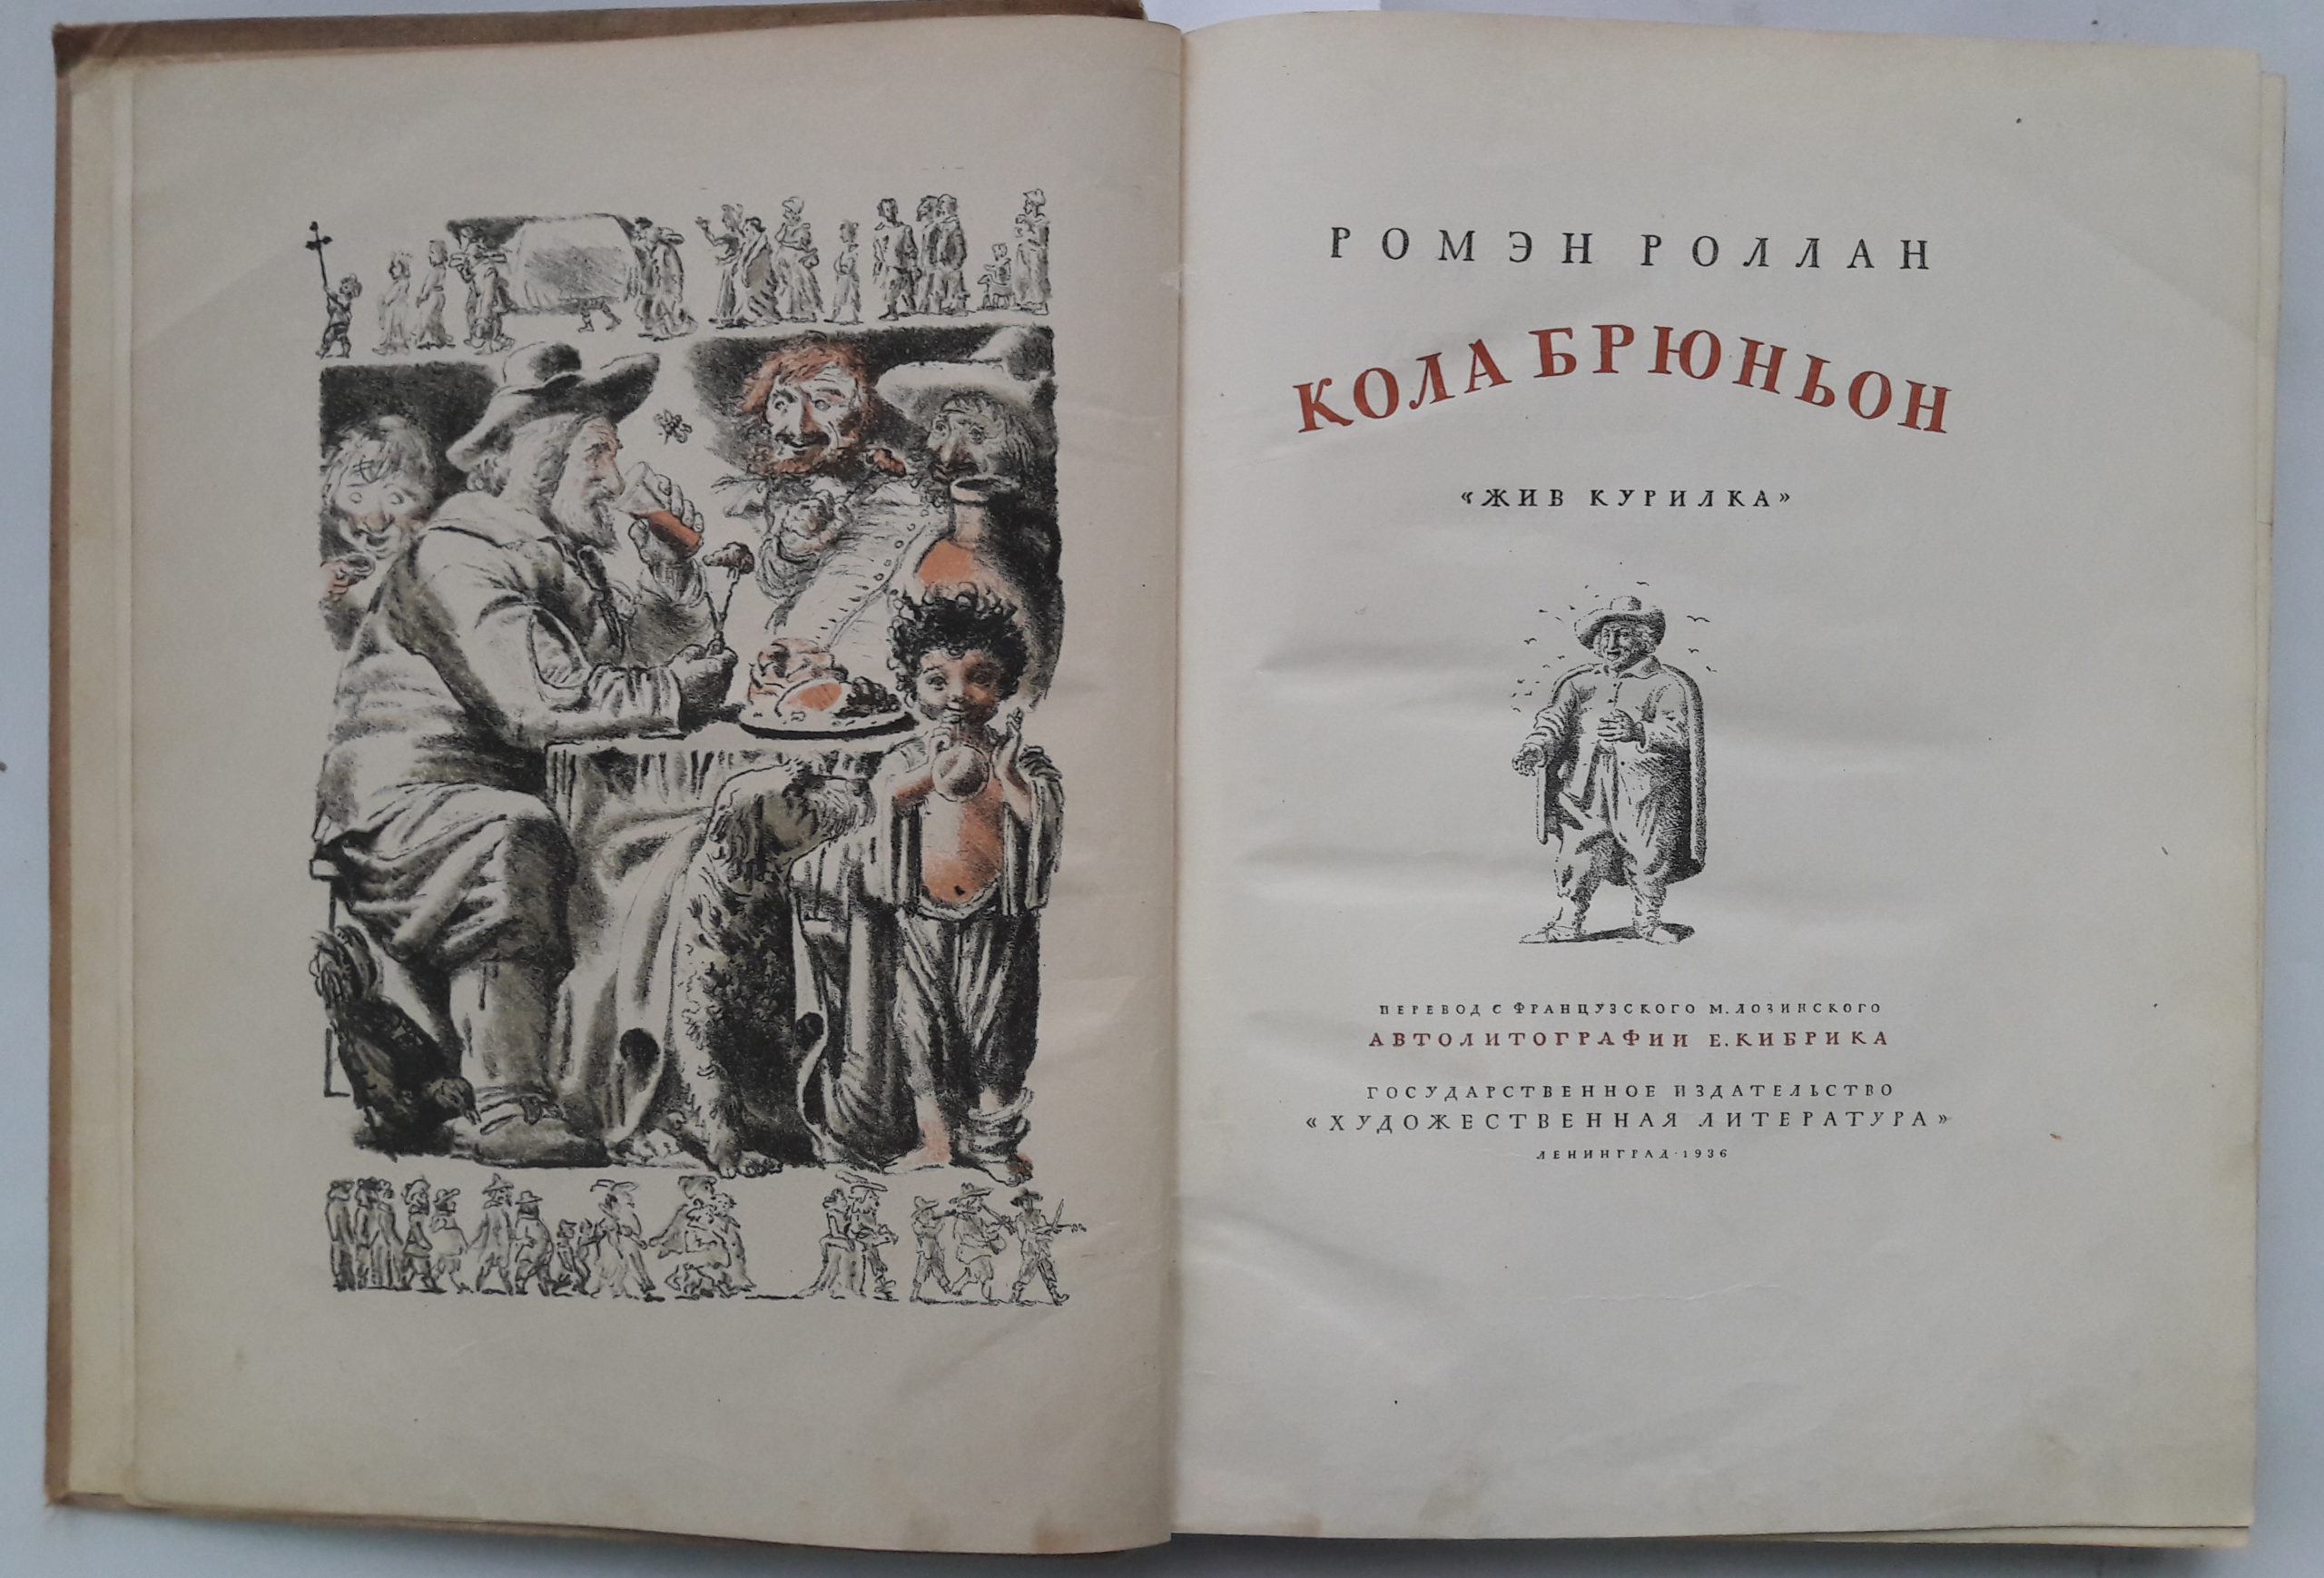 РОМЭН РОЛЛАН
КОЛА БРЮНЬОН
«ЖИВ КУРИЛКА»
ПЕРЕВОД С ФРАНЦУЗСКОГО М. ЛОЗИНСКОГО
АВТОЛИТОГРАФИИ Е. КИБРИКА
ГОСУДАРСТВЕННОЕ ИЗДАТЕЛЬСТВО
«ХУДОЖЕСТВЕННАЯ ЛИТЕРАТУРА»
ЛЕНИНГРАД · 1936